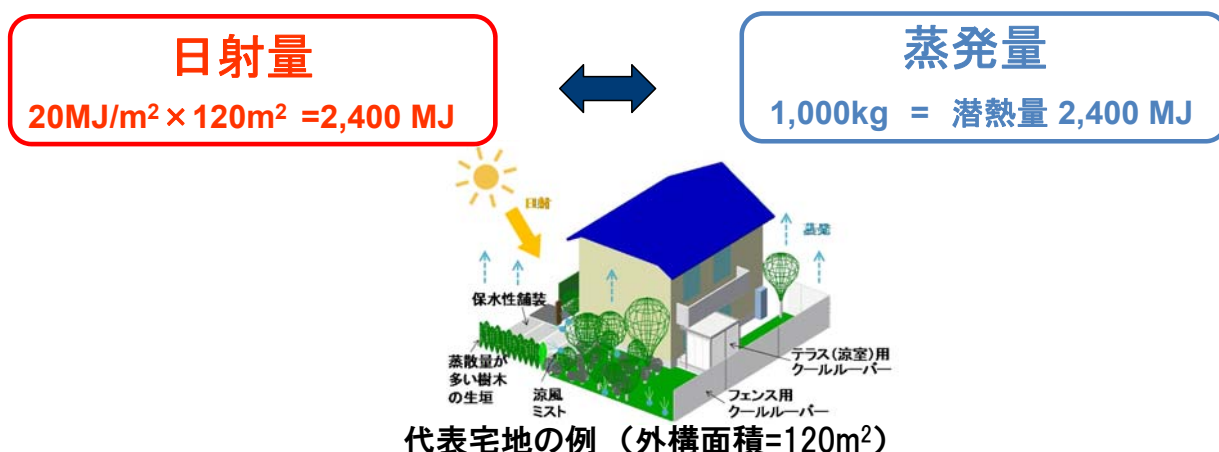 日射量
20MJ/m²×120m² =2,400 MJ
蒸発量
1,000kg = 潜熱量 2,400 MJ
日射
蒸発
保水性舗装
蒸散量が
多い樹木
の生垣
涼風
ミスト
テラス(涼室)用
クールルーバー
フェンス用
クールルーバー
代表宅地の例 (外構面積=120m²)